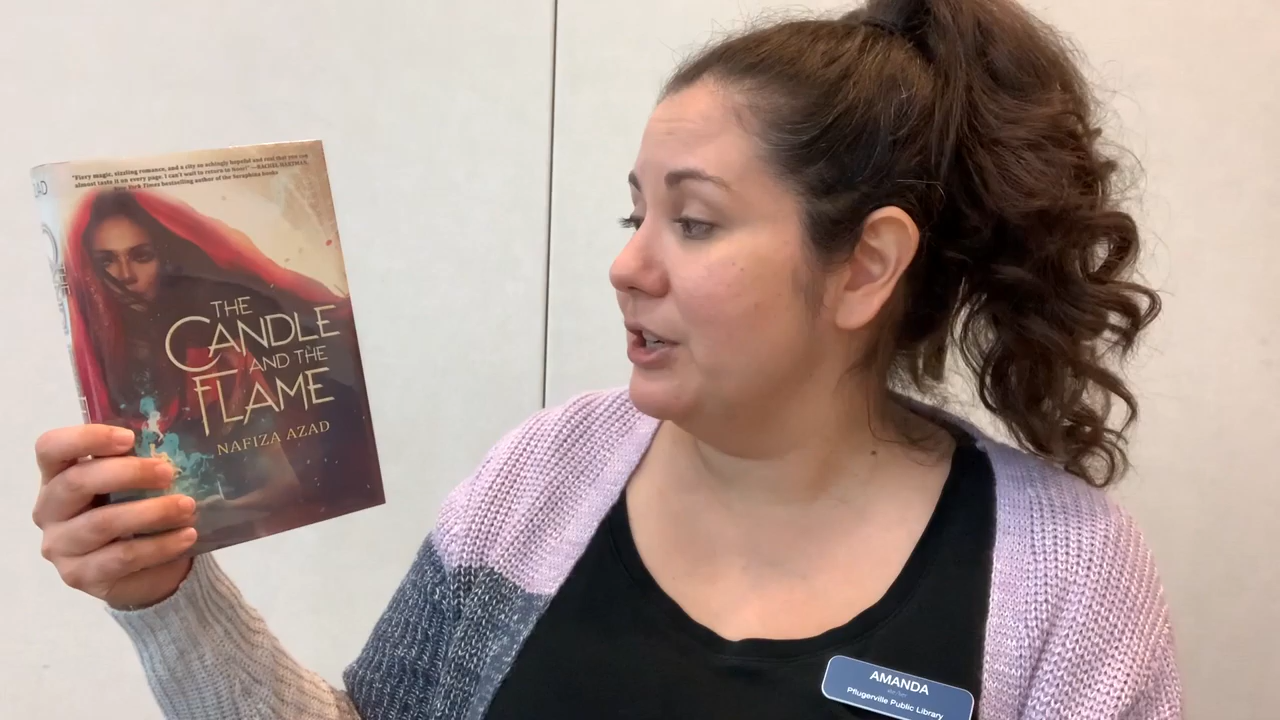 "Fiery magic, sizzling romance, and a city so achingly hopeful and real that you can
almost taste it on every page. I can't wait to return to Noor!" —RACHEL HARTMAN,
New York Times bestselling author of the Seraphina books
THE
CANDLE
AND THE
FLAME
NAFIZA AZAD
AMANDA
Pflugerville Public Library